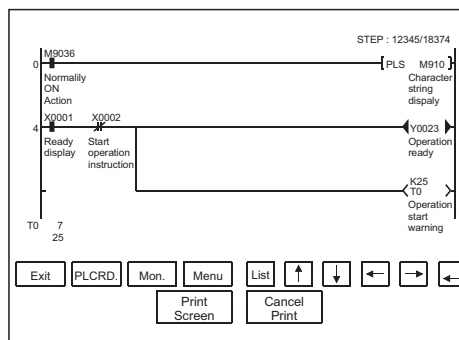 STEP : 12345/18374
M9036
0
PLS M910
Normalily
ON
Action
Character
string
dispaly
X0001 X0002
4
Y0023
Ready
display
Start
operation
instruction
Operation
ready
K25
T0
Operation
start
warning
T0 7
25
Exit PLCRD. Mon. Menu List ↑ ↓ ← →
Print
Screen
Cancel
Print